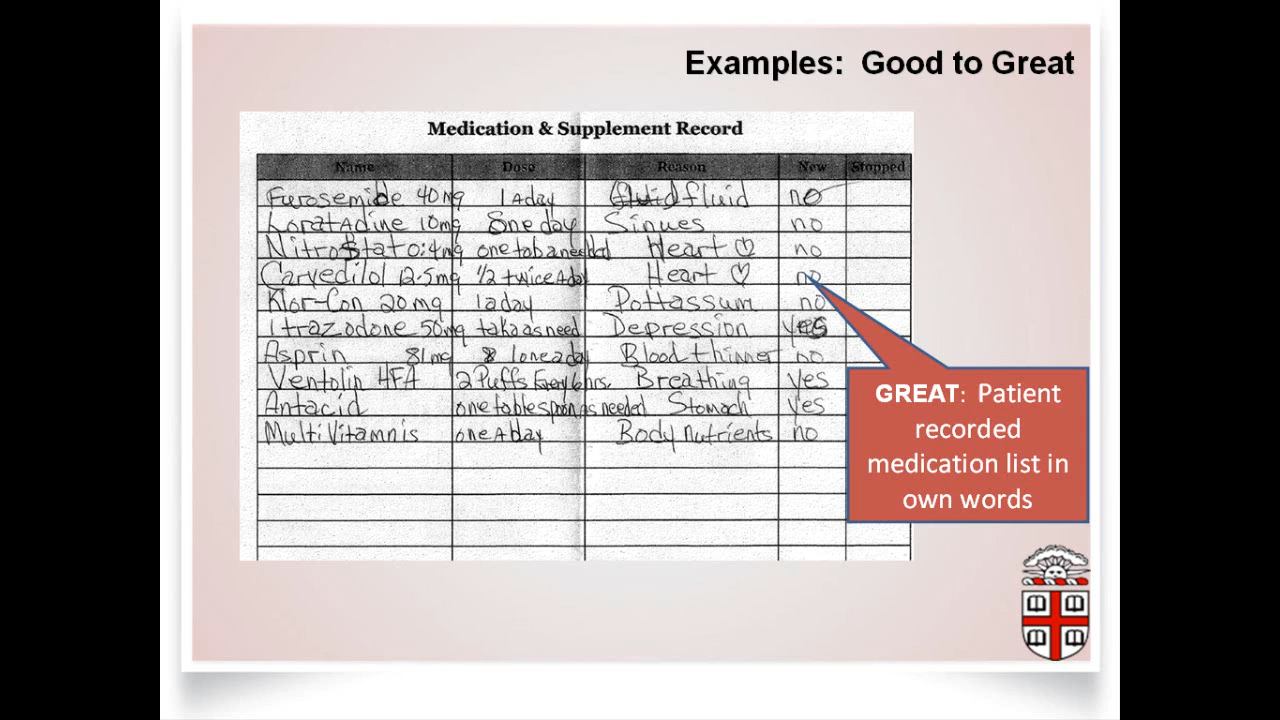 Examples: Good to Great
Medication & Supplement Record
Name Dose Reason New Stopped
Furosemide 40mg 1 A day fluid no
LoratAdine 10mg one day Sinues no
NitroStat 0.4mg one tab a needed Heart ♡ no
Carvedilol 12.5mg 1/2 twice A day Heart ♡ no
Klor-Con 20mg 1 a day Pottassum no
trazodone 50mg taka as need Depression yes
Asprin 81mg 1 one a day Blood thinner no
Ventolin HFA 2 Puffs Every 6 hrs. Breathing yes
Antacid one tablespoon as needed Stomach yes
MultiVitamnis one A day Body nutrients no
GREAT: Patient
recorded
medication list in
own words